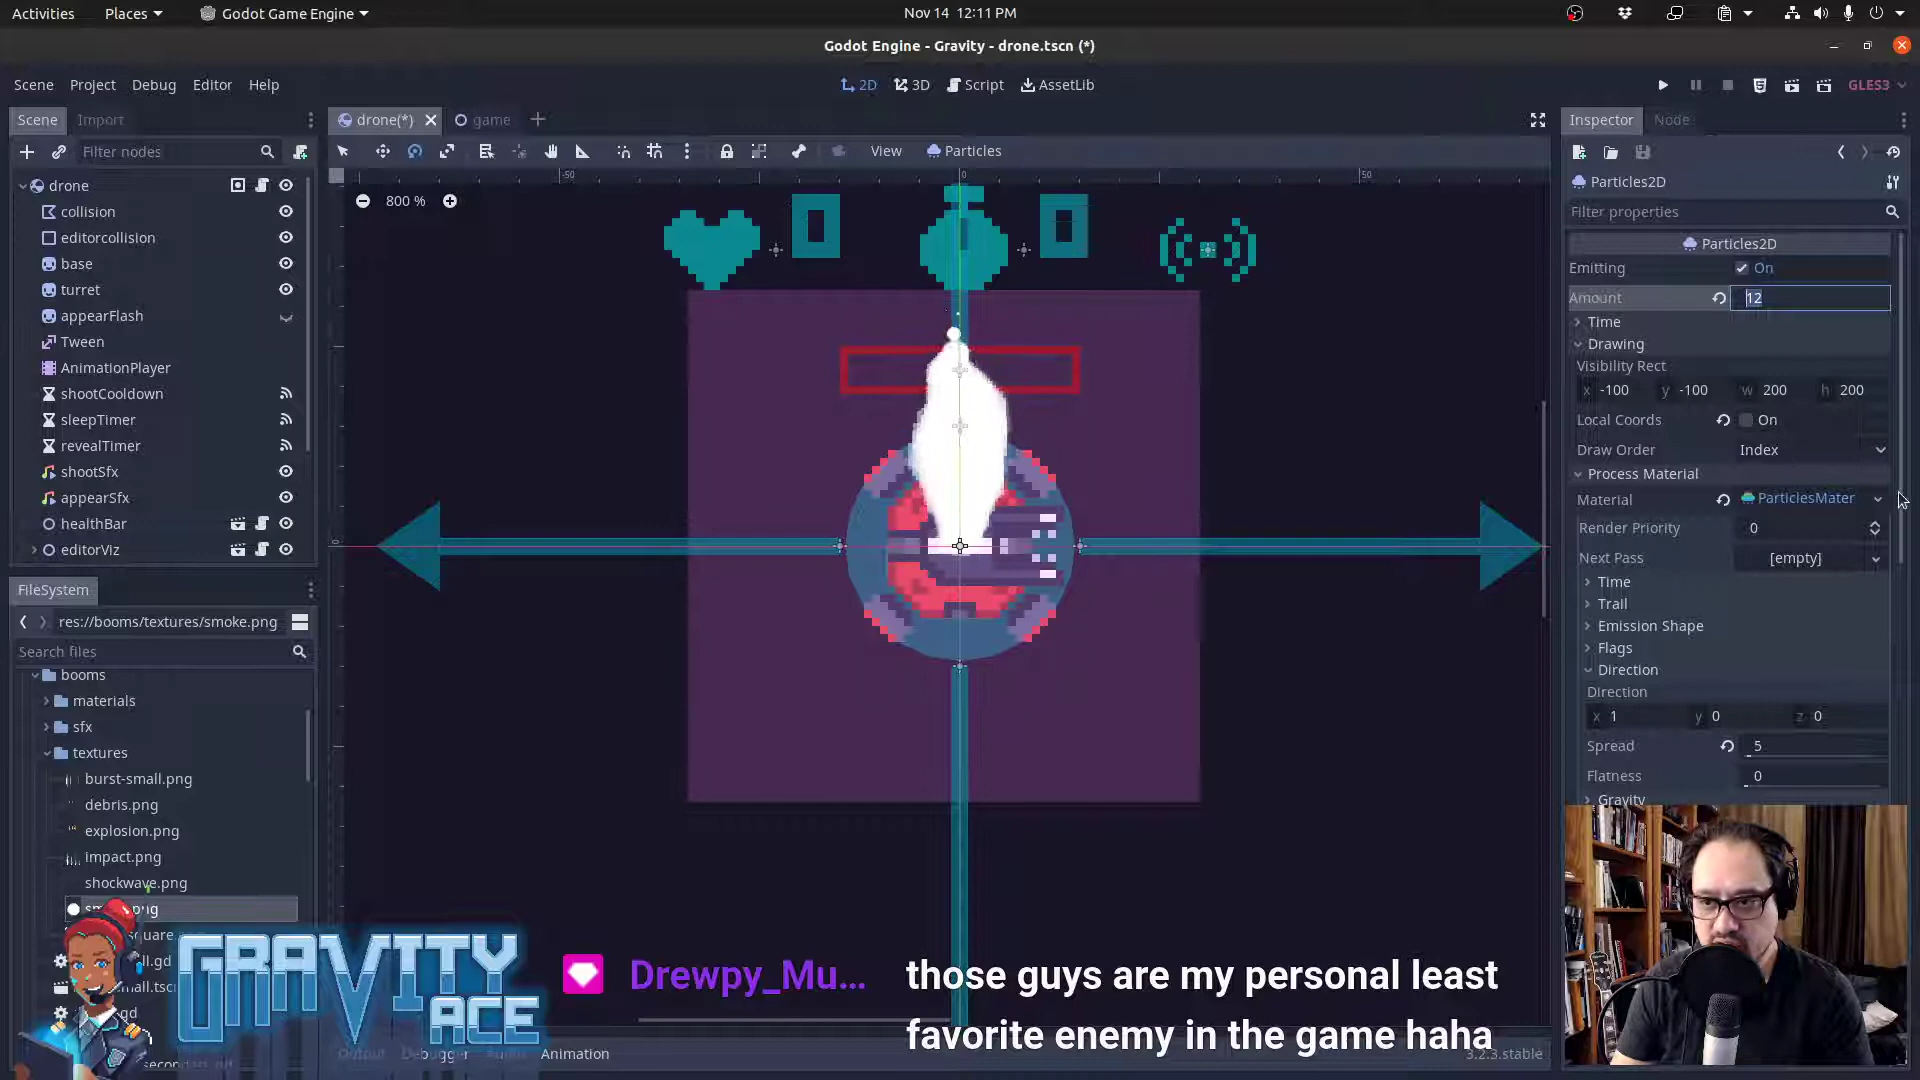 Activities Places Godot Game Engine Nov 14 12:11 PM
Godot Engine - Gravity - drone.tscn (*)
Scene Project Debug Editor Help 2D 3D Script AssetLib GLES3
Scene Import drone(*) game Inspector Node
Filter nodes View Particles
800 % -50 0 50
Particles2D
Filter properties
drone
collision
editorcollision
base
turret
appearFlash
Tween
AnimationPlayer
shootCooldown
sleepTimer
revealTimer
shootSfx
appearSfx
healthBar
editorViz
FileSystem
res://booms/textures/smoke.png
Search files
booms
materials
sfx
textures
burst-small.png
debris.png
explosion.png
impact.png
shockwave.png
Particles2D
Emitting On
Amount 12
Time
Drawing
Visibility Rect
x -100 y -100 w 200 h 200
Local Coords On
Draw Order Index
Process Material
Material ParticlesMater
Render Priority 0
Next Pass [empty]
Time
Trail
Emission Shape
Flags
Direction
Direction
x 1 y 0 z 0
Spread 5
Flatness 0
Gravity
GRAVITY
ACE
Drewpy_Mu... those guys are my personal least
favorite enemy in the game haha
Animation 3.2.3.stable